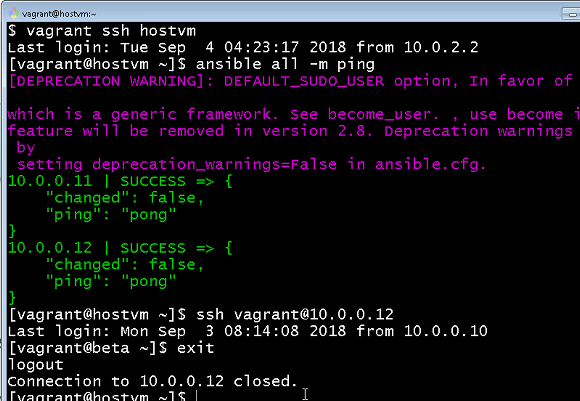 vagrant@hostvm:~
$ vagrant ssh hostvm
Last login: Tue Sep  4 04:23:17 2018 from 10.0.2.2
[vagrant@hostvm ~]$ ansible all -m ping
[DEPRECATION WARNING]: DEFAULT_SUDO_USER option, In favor of
which is a generic framework. See become_user. , use become i
feature will be removed in version 2.8. Deprecation warnings
 by
 setting deprecation_warnings=False in ansible.cfg.
10.0.0.11 | SUCCESS => {
    "changed": false,
    "ping": "pong"
}
10.0.0.12 | SUCCESS => {
    "changed": false,
    "ping": "pong"
}
[vagrant@hostvm ~]$ ssh vagrant@10.0.0.12
Last login: Mon Sep  3 08:14:08 2018 from 10.0.0.10
[vagrant@beta ~]$ exit
logout
Connection to 10.0.0.12 closed.
[vagrant@hostvm ~]$